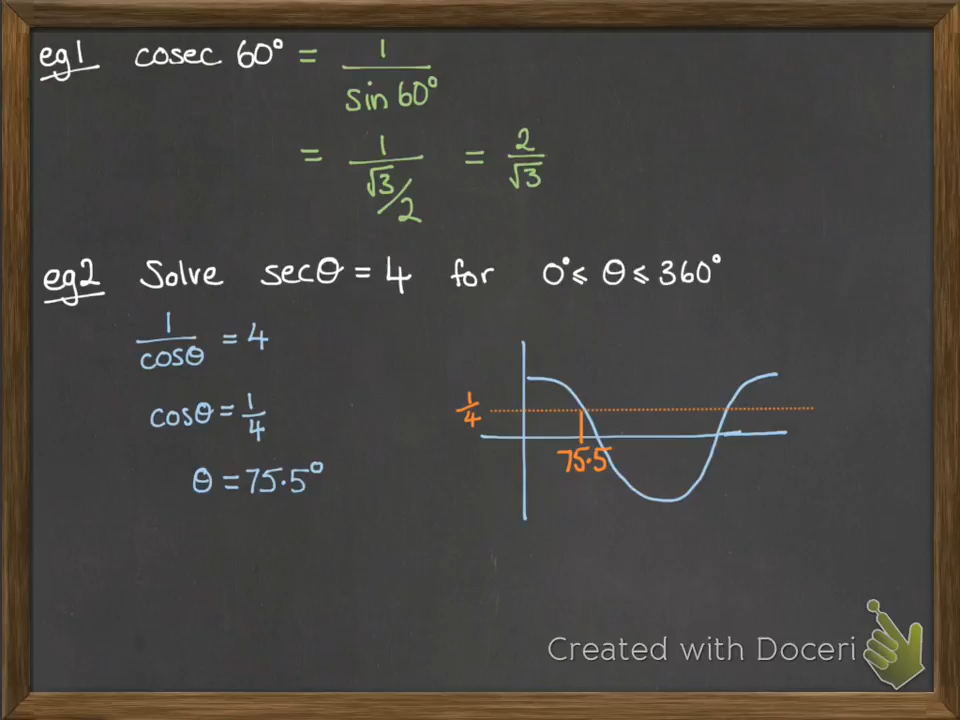 eg1 cosec 60° = 1/sin 60°
= 1/(√3/2) = 2/√3
eg2 Solve secθ = 4 for 0° ≤ θ ≤ 360°
1/cosθ = 4
cosθ = 1/4
θ = 75·5°
1/4
75·5
Created with Doceri